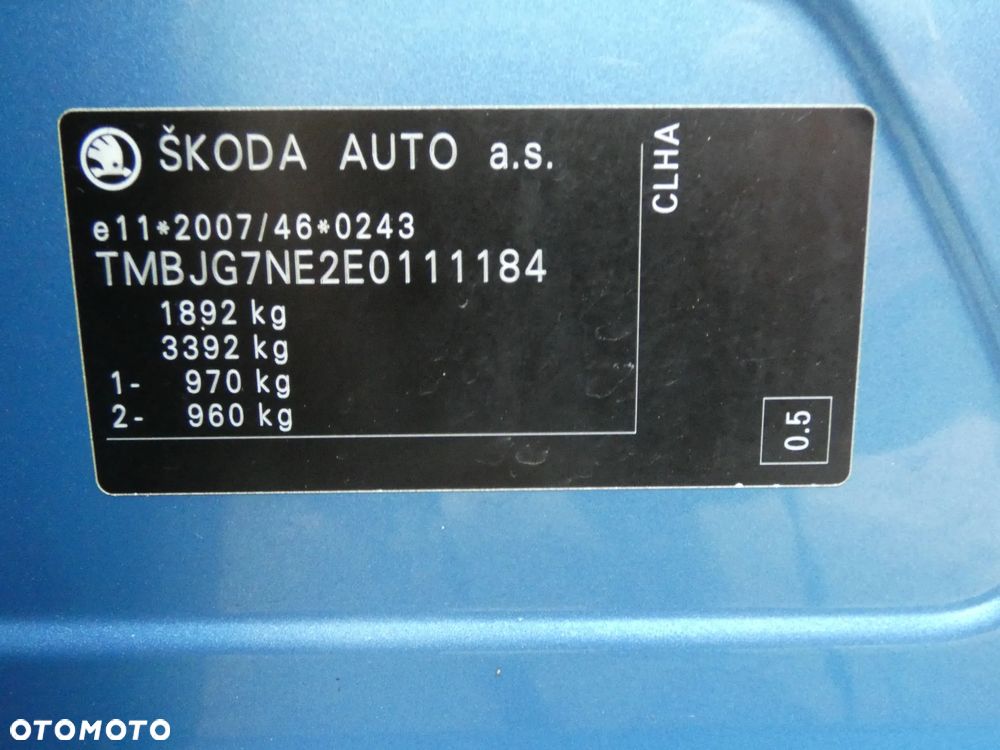 ŠKODA AUTO a.s.
e11*2007/46*0243
TMBJG7NE2E0111184
1892 kg
3392 kg
1- 970 kg
2- 960 kg
CLHA
0.5
OTOMOTO